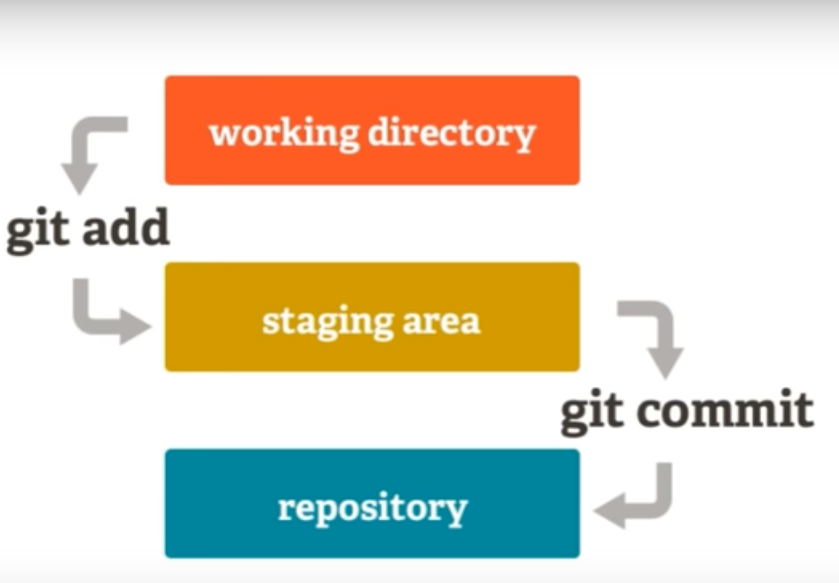 working directory
git add
staging area
git commit
repository